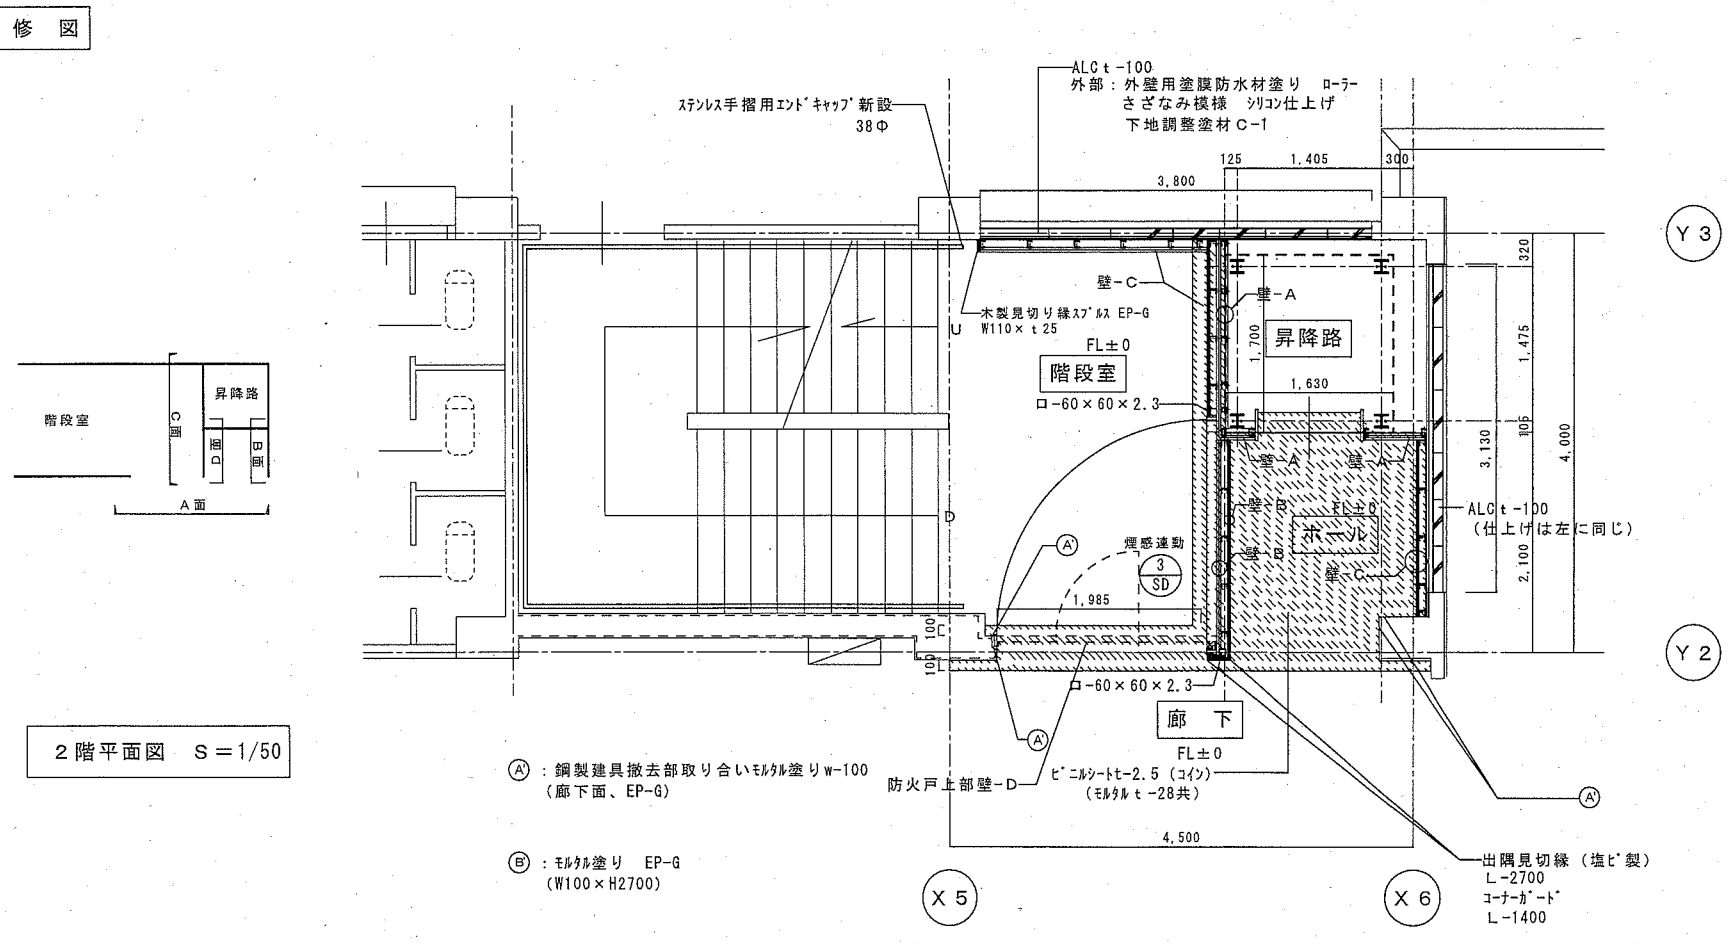 修 図
ALC t-100
外部：外壁用塗膜防水材塗り ローラー
さざなみ模様 シリコン仕上げ
下地調整塗材C-1
ステンレス手摺用エンドキャップ新設
38Φ
125
1,405
300
3,800
Y 3
320
壁-C
壁-A
木製見切り縁スプルス EP-G
W110×t25
U
FL±0
階段室
1,700
昇降路
1,475
1,630
ロ-60×60×2.3
105
3,130
4,000
階段室
昇降路
C面
D面
B面
A面
壁-A
壁-A
壁-B
FL±0
ホール
ALC t-100
(仕上げは左に同じ)
D
A'
煙感連動
3
SD
壁-B
壁-C
2,100
1,985
100
100
Y 2
ロ-60×60×2.3
廊 下
FL±0
2階平面図 S＝1/50
A'
A' ：鋼製建具撤去部取り合いモルタル塗りw-100
(廊下面、EP-G)
防火戸上部壁-D
ビニルシートt-2.5 (コイン)
(モルタルt-28共)
A'
4,500
B' ：モルタル塗り EP-G
(W100×H2700)
X 5
X 6
出隅見切縁 (塩ビ製)
L-2700
コーナーガード
L-1400